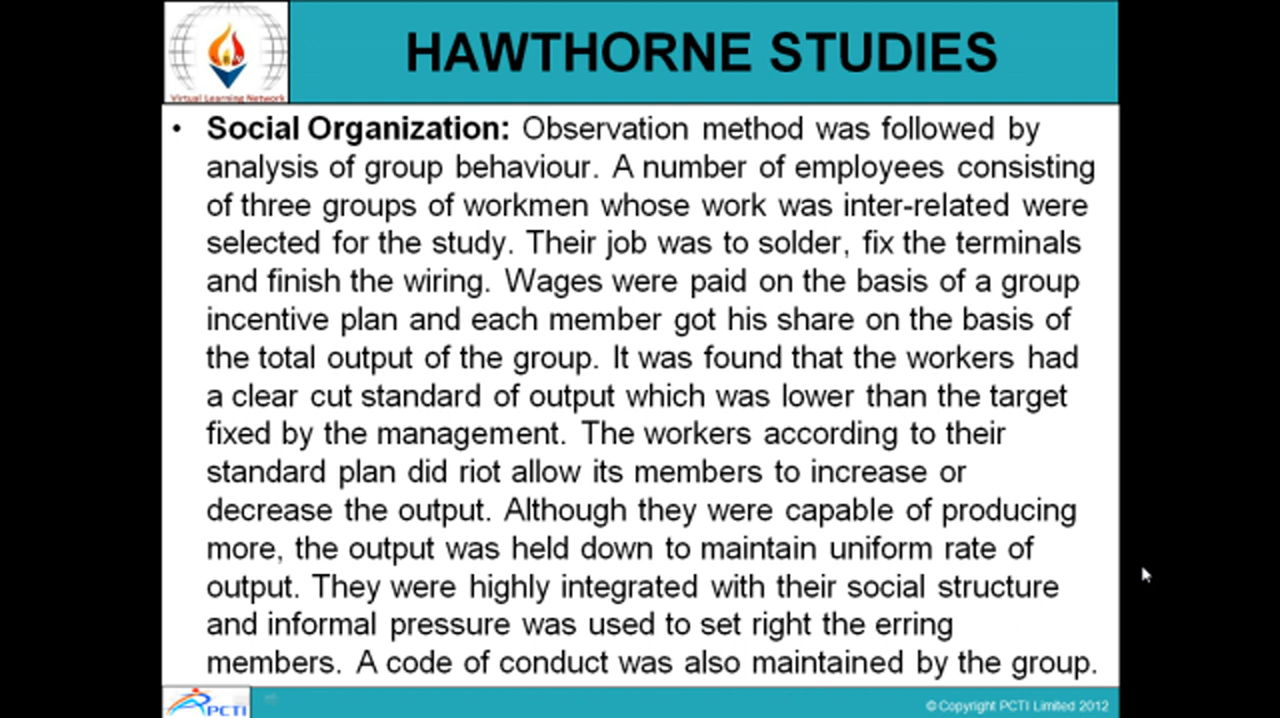 HAWTHORNE STUDIES
Virtual Learning Network
• Social Organization: Observation method was followed by
analysis of group behaviour. A number of employees consisting
of three groups of workmen whose work was inter-related were
selected for the study. Their job was to solder, fix the terminals
and finish the wiring. Wages were paid on the basis of a group
incentive plan and each member got his share on the basis of
the total output of the group. It was found that the workers had
a clear cut standard of output which was lower than the target
fixed by the management. The workers according to their
standard plan did riot allow its members to increase or
decrease the output. Although they were capable of producing
more, the output was held down to maintain uniform rate of
output. They were highly integrated with their social structure
and informal pressure was used to set right the erring
members. A code of conduct was also maintained by the group.
PCTI
© Copyright PCTI Limited 2012